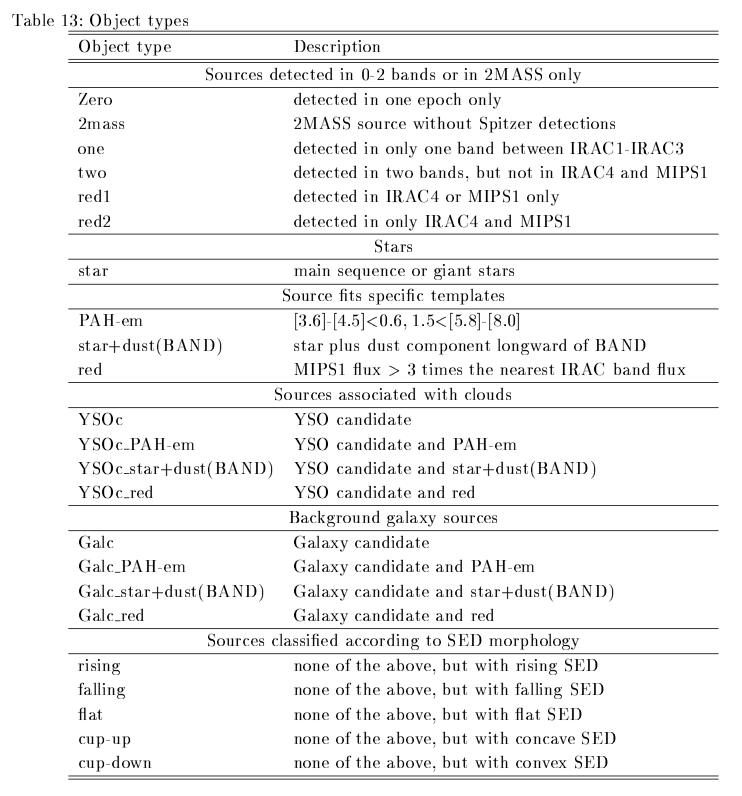 Table 13: Object types
Object type Description
Sources detected in 0-2 bands or in 2MASS only
Zero detected in one epoch only
2mass 2MASS source without Spitzer detections
one detected in only one band between IRAC1-IRAC3
two detected in two bands, but not in IRAC4 and MIPS1
red1 detected in IRAC4 or MIPS1 only
red2 detected in only IRAC4 and MIPS1
Stars
star main sequence or giant stars
Source fits specific templates
PAH-em [3.6]-[4.5]<0.6, 1.5<[5.8]-[8.0]
star+dust(BAND) star plus dust component longward of BAND
red MIPS1 flux > 3 times the nearest IRAC band flux
Sources associated with clouds
YSOc YSO candidate
YSOc_PAH-em YSO candidate and PAH-em
YSOc_star+dust(BAND) YSO candidate and star+dust(BAND)
YSOc_red YSO candidate and red
Background galaxy sources
Galc Galaxy candidate
Galc_PAH-em Galaxy candidate and PAH-em
Galc_star+dust(BAND) Galaxy candidate and star+dust(BAND)
Galc_red Galaxy candidate and red
Sources classified according to SED morphology
rising none of the above, but with rising SED
falling none of the above, but with falling SED
flat none of the above, but with flat SED
cup-up none of the above, but with concave SED
cup-down none of the above, but with convex SED